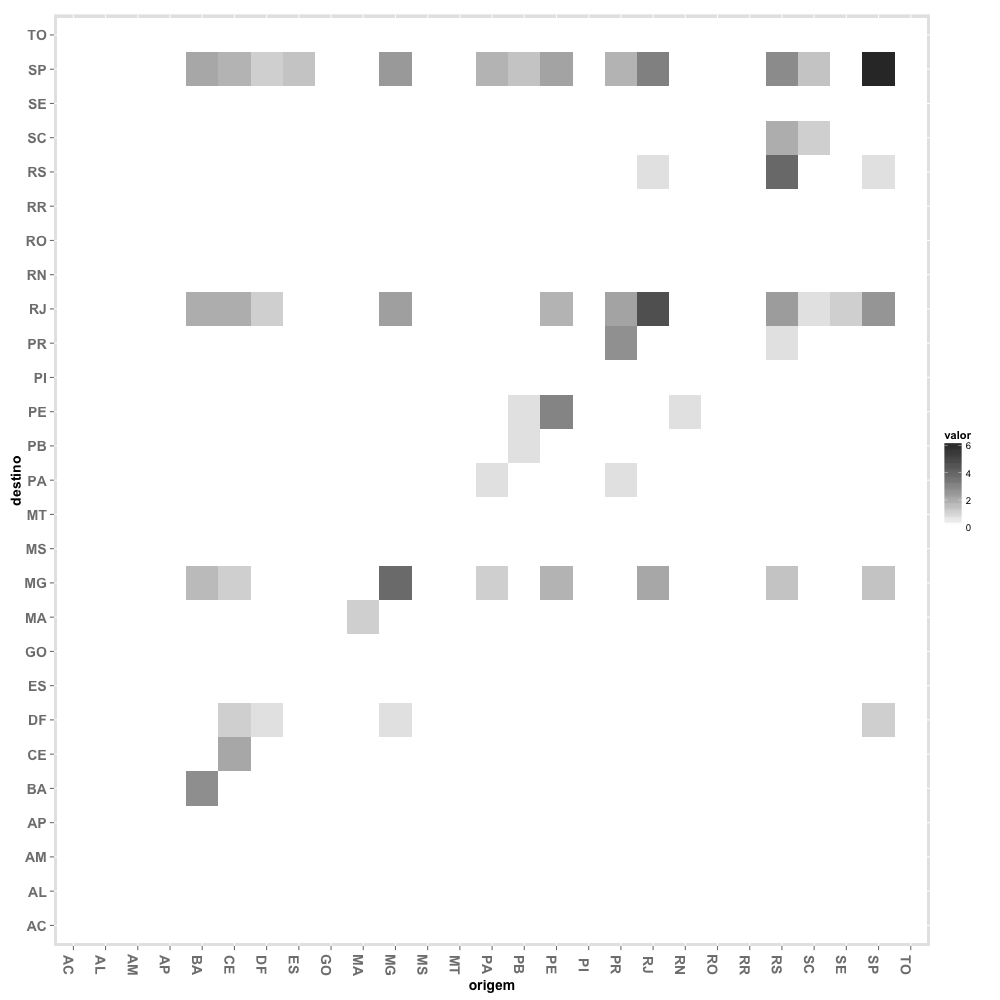 TO
SP
SE
SC
RS
RR
RO
RN
RJ
PR
PI
PE
PB
PA
MT
MS
MG
MA
GO
ES
DF
CE
BA
AP
AM
AL
AC
destino
AC AL AM AP BA CE DF ES GO MA MG MS MT PA PB PE PI PR RJ RN RO RR RS SC SE SP TO
origem
valor
6
4
2
0